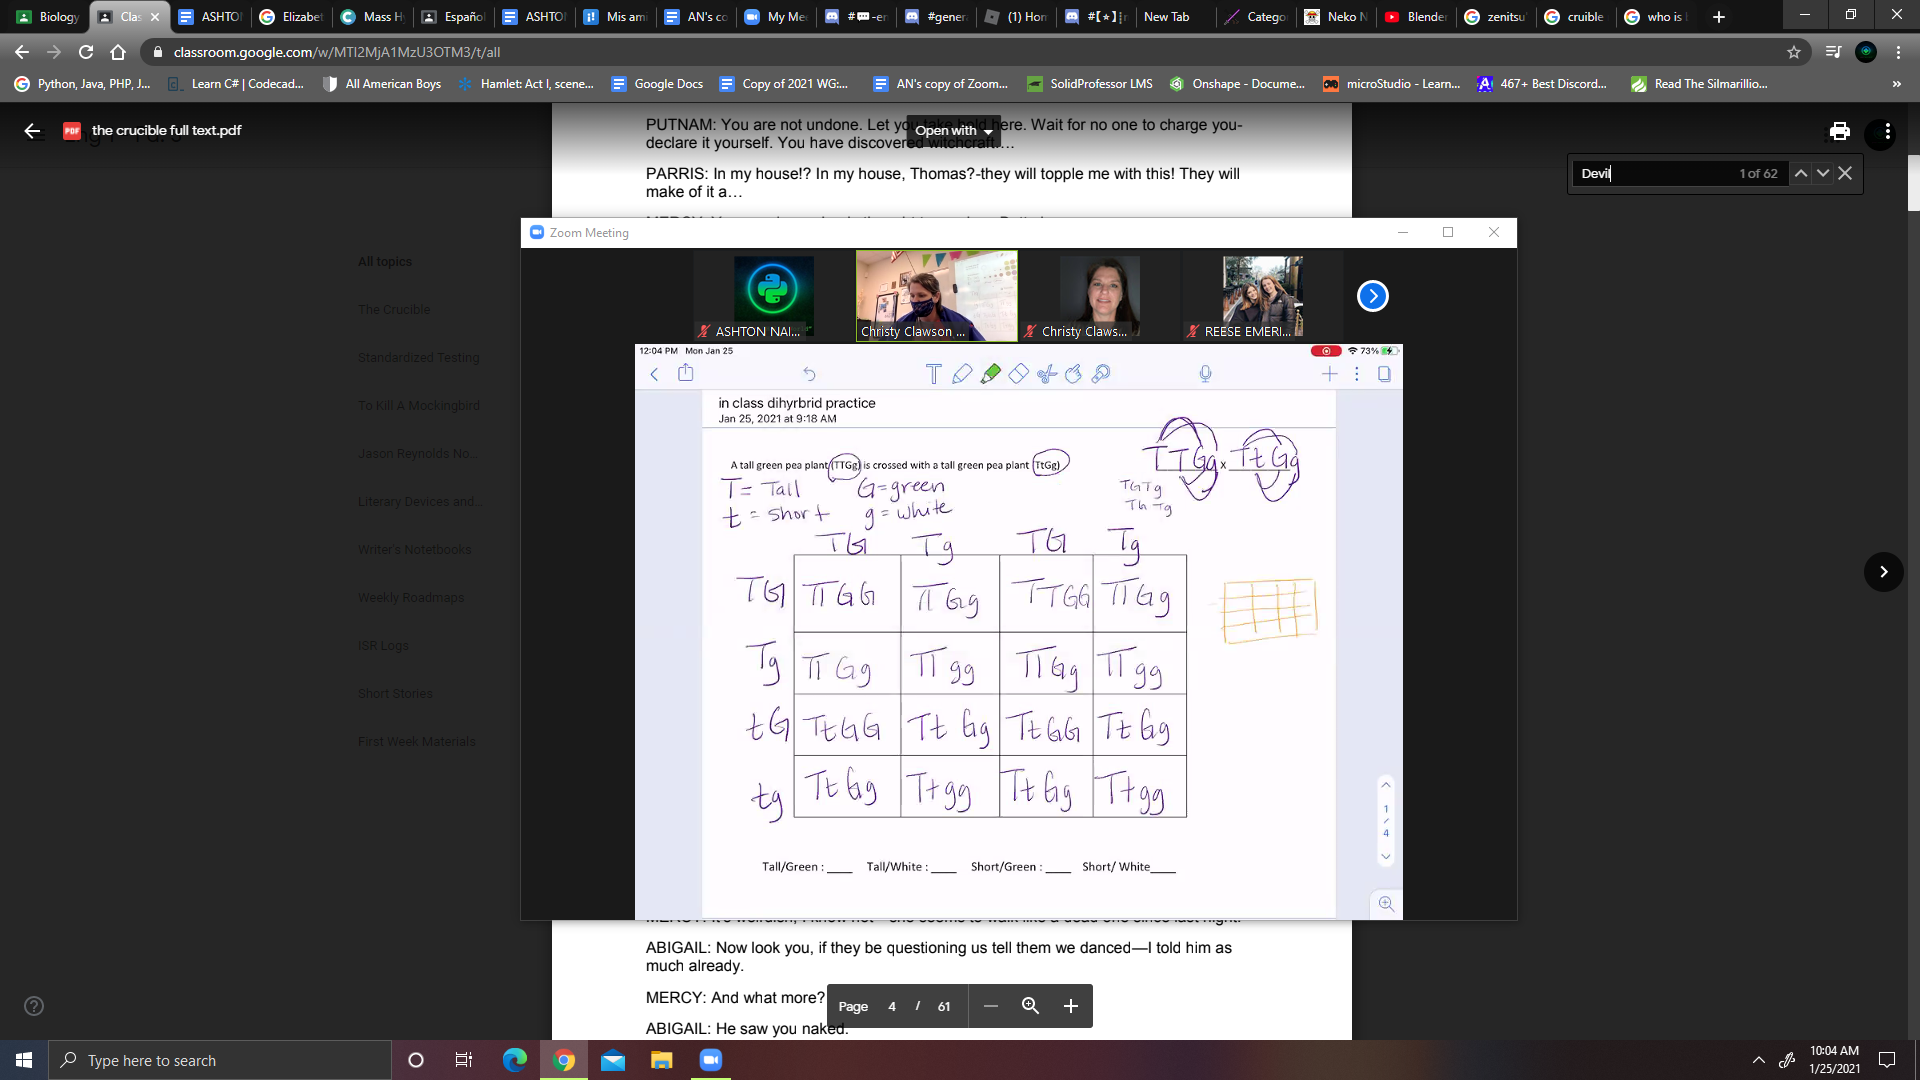 Biology
Clas
ASHTO
Elizabet
Mass H
Español
ASHTO
Mis ami
AN's co
My Me
#
-en
#gener
(1) Hom
#[★]
New Tab
Catego
Neko N
Blender
zenitsu
cruible
who is
classroom.google.com/w/MTI2MjA1MzU3OTM3/t/all
Python, Java, PHP, J...
Learn C# | Codecad...
All American Boys
Hamlet: Act I, scene...
Google Docs
Copy of 2021 WG:...
AN's copy of Zoom...
SolidProfessor LMS
Onshape - Docume...
microStudio - Learn...
467+ Best Discord...
Read The Silmarillio...
»
PDF the crucible full text.pdf
Open with
Devil
1 of 62
PUTNAM: You are not undone. Let you take hold here. Wait for no one to charge you-
declare it yourself. You have discovered witchcraft....
PARRIS: In my house!? In my house, Thomas?-they will topple me with this! They will
make of it a…
All topics
The Crucible
Standardized Testing
To Kill A Mockingbird
Jason Reynolds No...
Literary Devices and...
Writer's Notetbooks
Weekly Roadmaps
ISR Logs
Short Stories
First Week Materials
Zoom Meeting
ASHTON NAI...
Christy Clawson ...
Christy Claws...
REESE EMERI...
12:04 PM Mon Jan 25
73%
in class dihyrbrid practice
Jan 25, 2021 at 9:18 AM
A tall green pea plant (TTGg) is crossed with a tall green pea plant (TtGg)
TTGg x TtGg
T = Tall G=green
t = short g = white
TG Tg
TG Tg TG Tg
TG TTGG TTGg TTGG TTGg
Tg TTGg TTgg TTGg TTgg
tG TtGG TtGg TtGG TtGg
tg TtGg Ttgg TtGg Ttgg
Tall/Green : ____ Tall/White : ____ Short/Green : ____ Short/ White____
1
/
4
MERCY: It's weirdish, I know not—she seems to walk like a dead one since last night.
ABIGAIL: Now look you, if they be questioning us tell them we danced—I told him as
much already.
MERCY: And what more?
ABIGAIL: He saw you naked.
Page 4 / 61
Type here to search
10:04 AM
1/25/2021